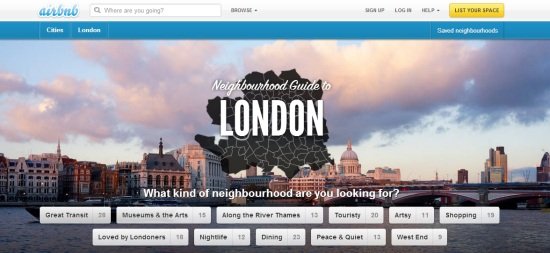 airbnb Where are you going? BROWSE SIGN UP LOG IN HELP LIST YOUR SPACE
Cities London Saved neighbourhoods
Neighbourhood Guide to
LONDON
What kind of neighbourhood are you looking for?
Great Transit 28 Museums & the Arts 15 Along the River Thames 13 Touristy 20 Artsy 11 Shopping 19
Loved by Londoners 18 Nightlife 12 Dining 23 Peace & Quiet 13 West End 9